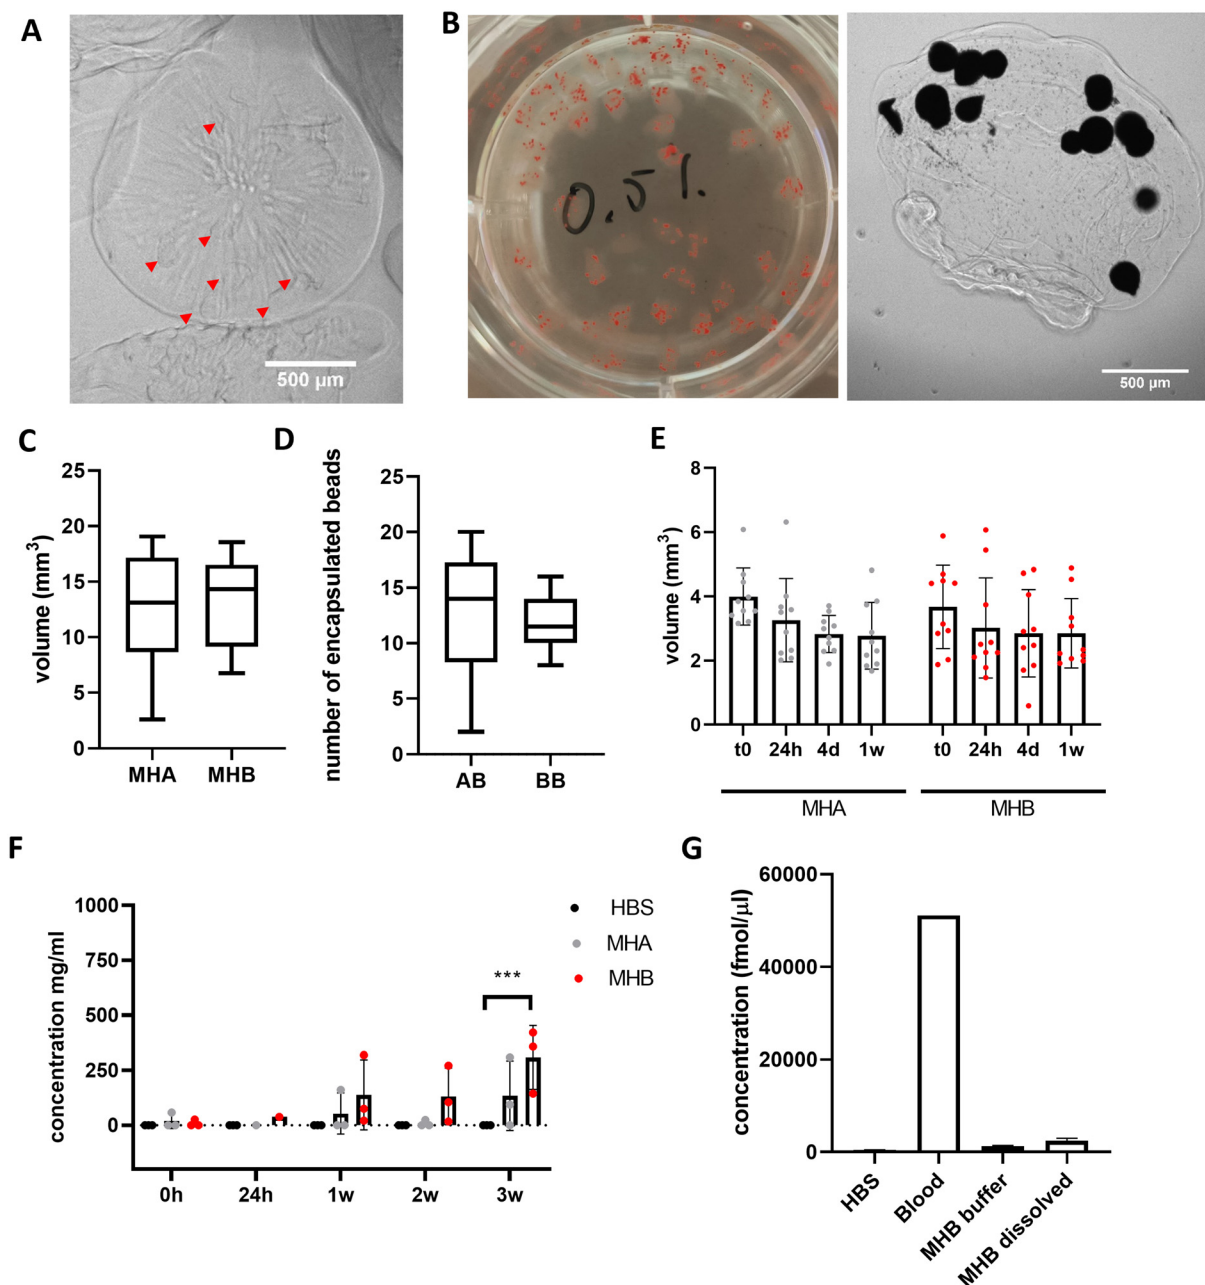 A
B
500 µm
0.5 %
500 µm
C
D
E
volume (mm3)
25
20
15
10
5
0
MHA
MHB
number of encapsulated beads
25
20
15
10
5
0
AB
BB
volume (mm3)
8
6
4
2
0
t0
24h
4d
1w
t0
24h
4d
1w
MHA
MHB
F
G
concentration mg/ml
1000
750
500
250
0
***
HBS
MHA
MHB
0h
24h
1w
2w
3w
concentration (fmol/µl)
60000
40000
20000
0
HBS
Blood
MHB buffer
MHB dissolved